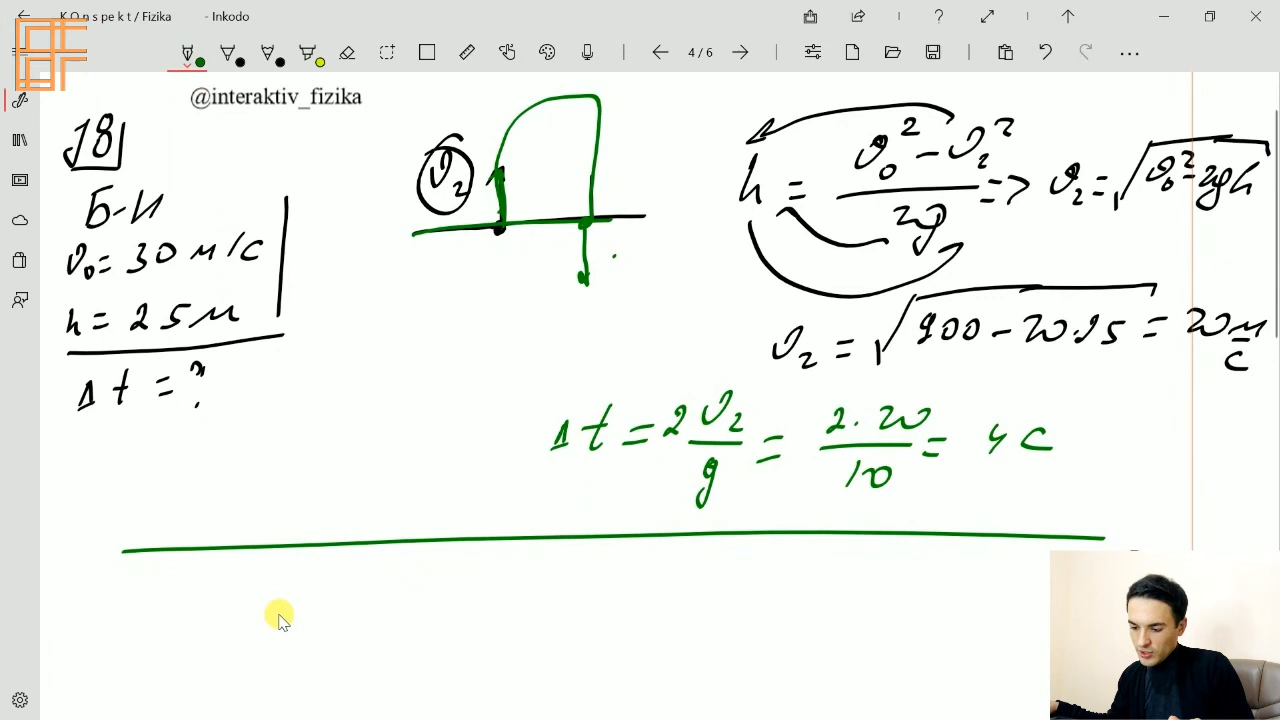 K O n s p e k t / Fizika - Inkodo
4 / 6
@interaktiv_fizika
18
Б-И
υ₀ = 30 м/с
h = 25 м
Δt = ?
υ₂
h = υ₀² - υ₂² / 2g => υ₂ = √υ₀² - 2gh
υ₂ = √900 - 20·25 = 20 м/с
Δt = 2υ₂ / g = 2·20 / 10 = 4 с